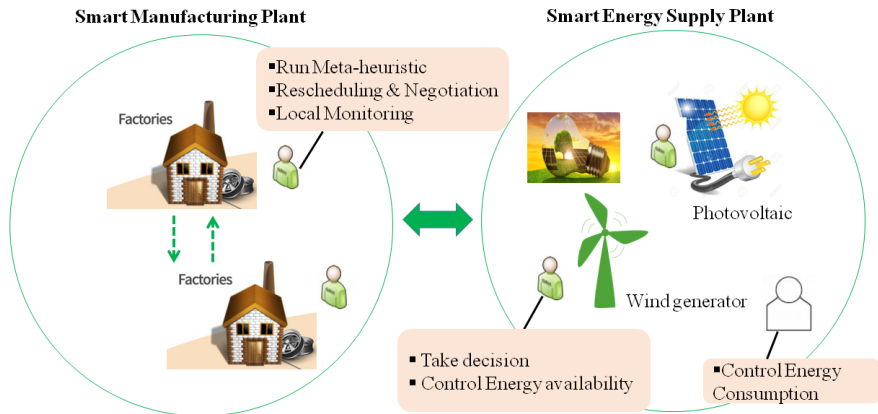 Smart Manufacturing Plant
Smart Energy Supply Plant
▪Run Meta-heuristic
▪Rescheduling & Negotiation
▪Local Monitoring
Factories
Factories
Photovoltaic
Wind generator
▪ Take decision
▪ Control Energy availability
▪Control Energy
Consumption